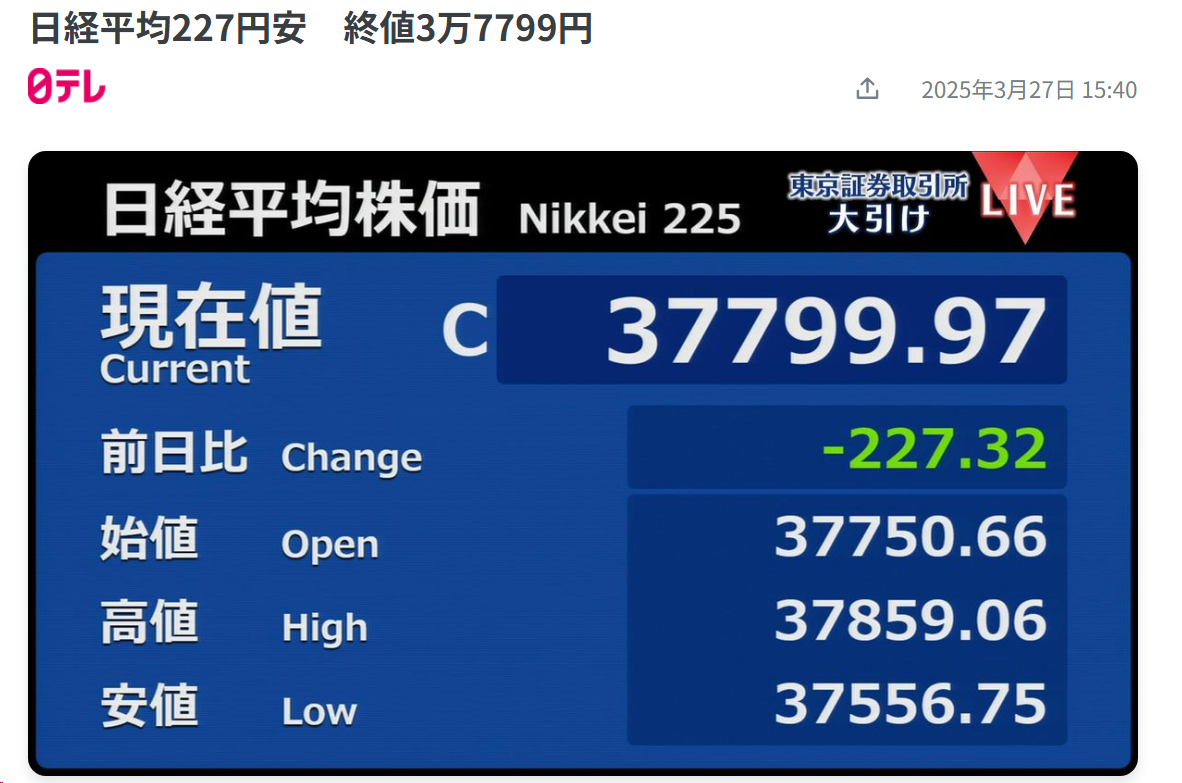 日経平均227円安　終値3万7799円
日テレ
2025年3月27日 15:40
日経平均株価 Nikkei 225
東京証券取引所
大引け
LIVE
現在値 C 37799.97
Current
前日比 Change -227.32
始値 Open 37750.66
高値 High 37859.06
安値 Low 37556.75